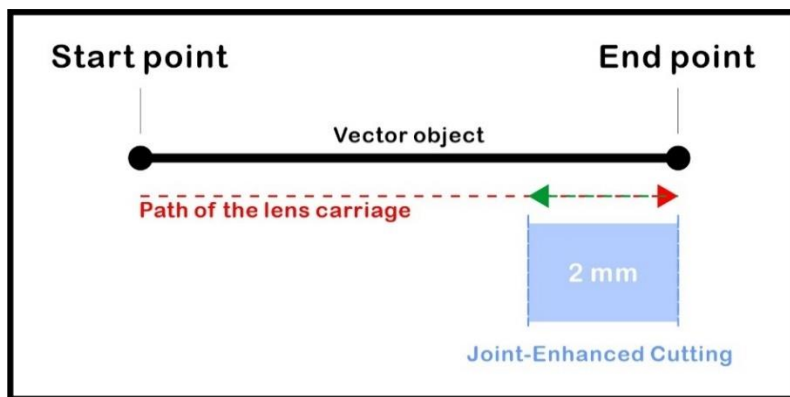 Start point
End point
Vector object
Path of the lens carriage
2 mm
Joint-Enhanced Cutting